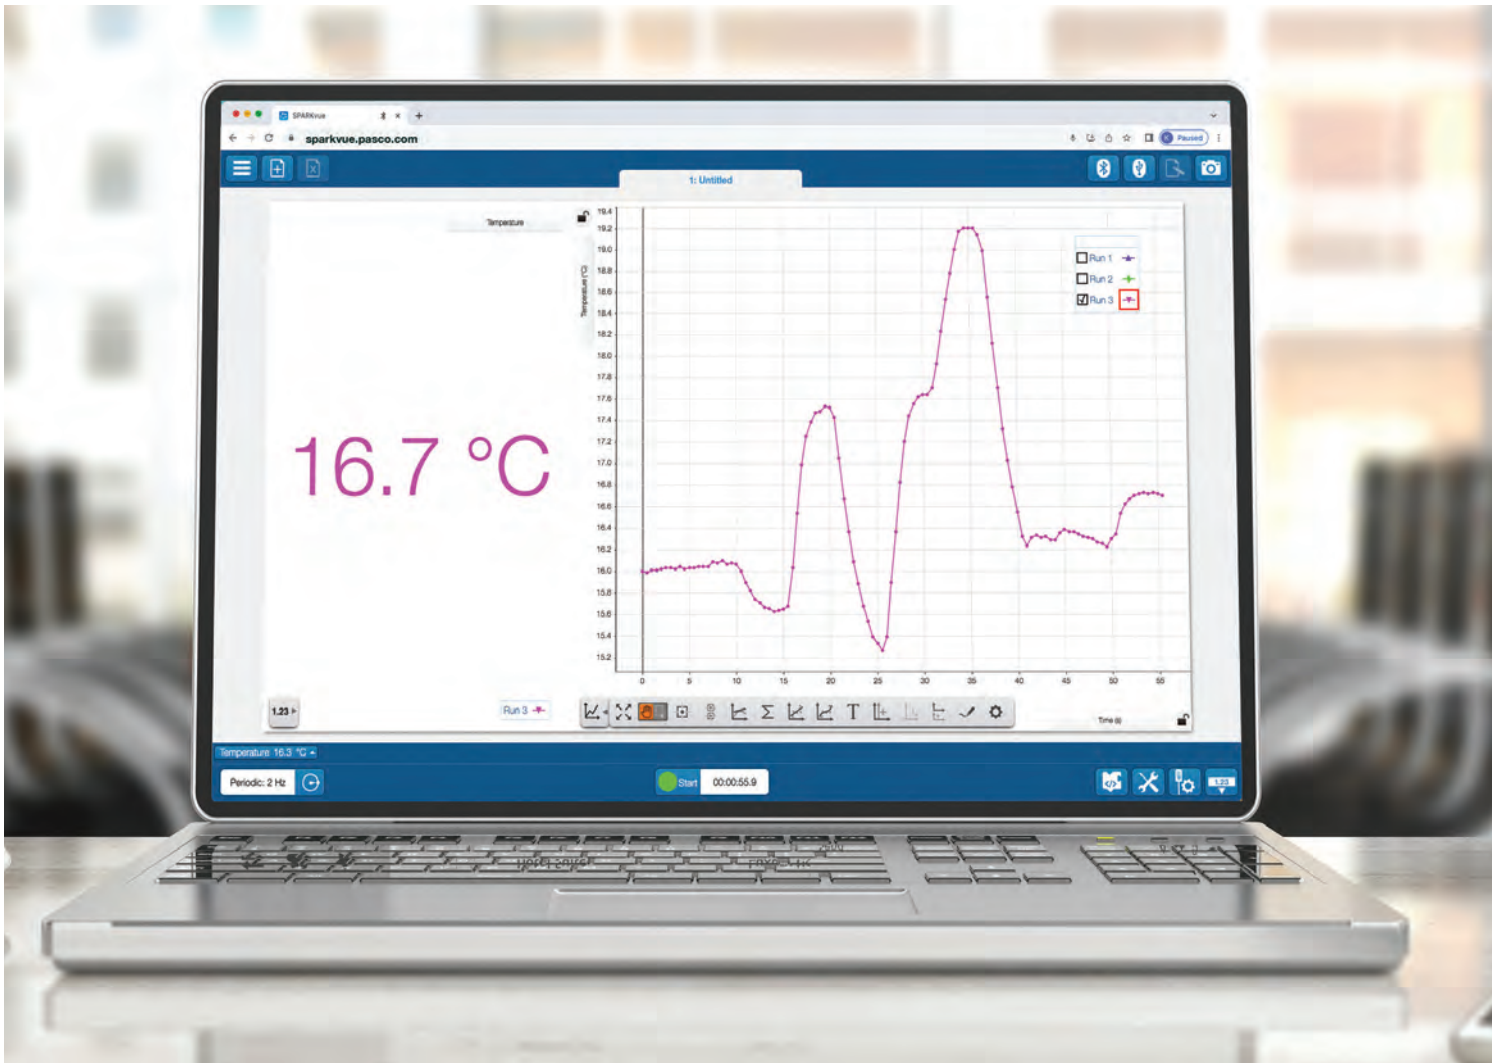 SPARKvue
sparkvue.pasco.com
Paused
1: Untitled
Temperature
16.7 °C
1.23
Run 3
Temperature (°C)
19.4
19.2
19.0
18.8
18.6
18.4
18.2
18.0
17.8
17.6
17.4
17.2
17.0
16.8
16.6
16.4
16.2
16.0
15.8
15.6
15.4
15.2
0 5 10 15 20 25 30 35 40 45 50 55
Run 1
Run 2
Run 3
Σ T
Time (s)
Temperature 16.3 °C
Periodic: 2 Hz
Start 00:00:55.9
1.23